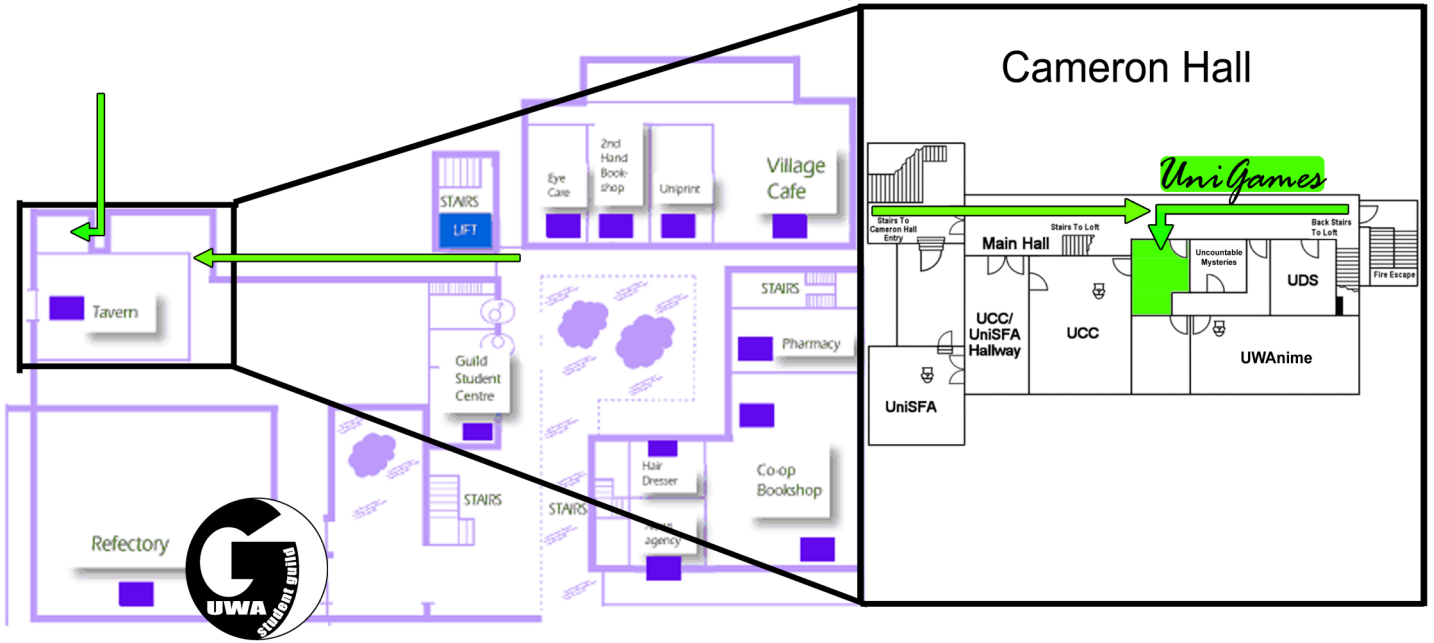 Cameron Hall
UniGames
Stairs To
Cameron Hall
Entry
Main Hall
Stairs To Loft
Back Stairs
To Loft
Uncountable
Mysteries
Fire Escape
UDS
UCC/
UniSFA
Hallway
UCC
UWAnime
UniSFA
Eye
Care
2nd
Hand
Book-
shop
Uniprint
Village
Cafe
STAIRS
LIFT
STAIRS
Tavern
Pharmacy
Guild
Student
Centre
Hair
Dresser
Co-op
Bookshop
STAIRS
STAIRS
agency
Refectory
G
UWA
student guild